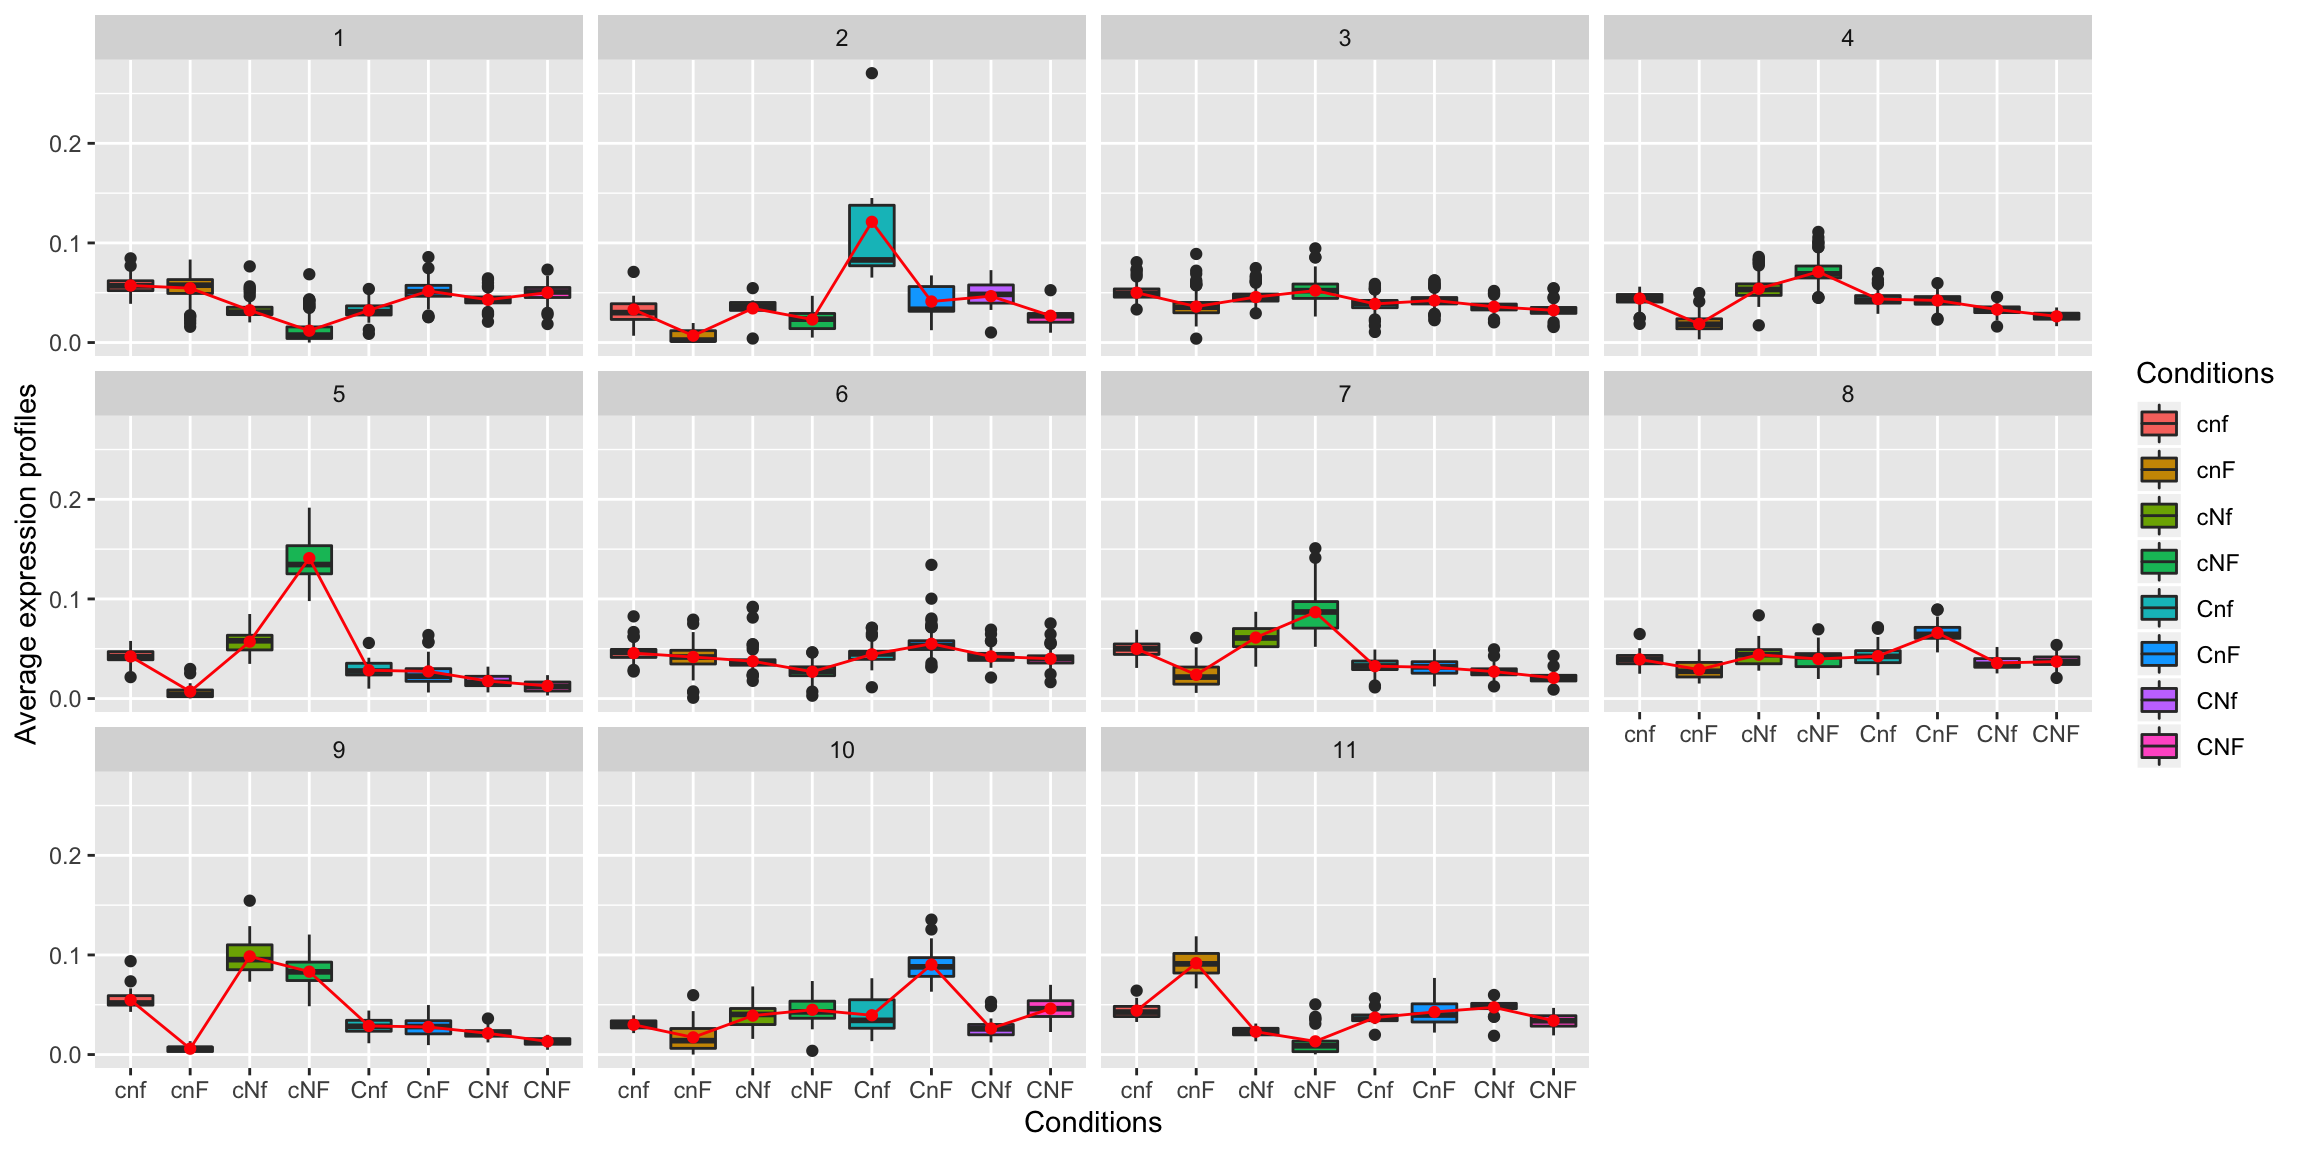 1 2 3 4
0.2
0.1
0.0
5 6 7 8
0.2
0.1
0.0
cnf cnF cNf cNF Cnf CnF CNf CNF
9 10 11
0.2
0.1
0.0
cnf cnF cNf cNF Cnf CnF CNf CNF cnf cnF cNf cNF Cnf CnF CNf CNF cnf cnF cNf cNF Cnf CnF CNf CNF
Conditions
Average expression profiles
Conditions
cnf
cnF
cNf
cNF
Cnf
CnF
CNf
CNF